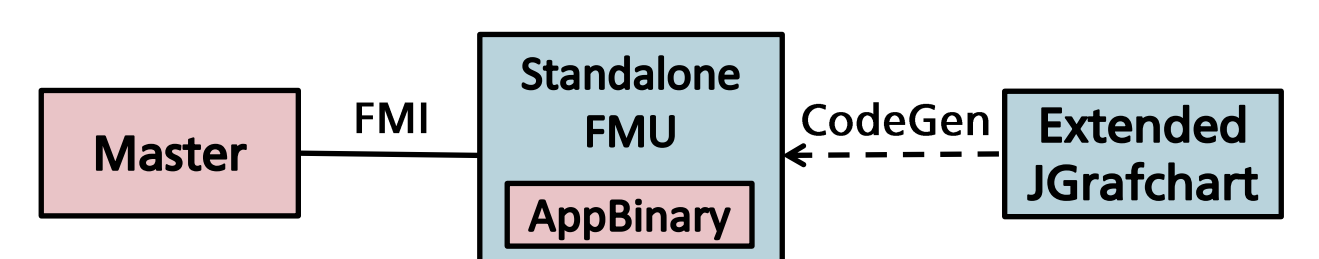 Master
FMI
Standalone
FMU
AppBinary
CodeGen
Extended
JGrafchart